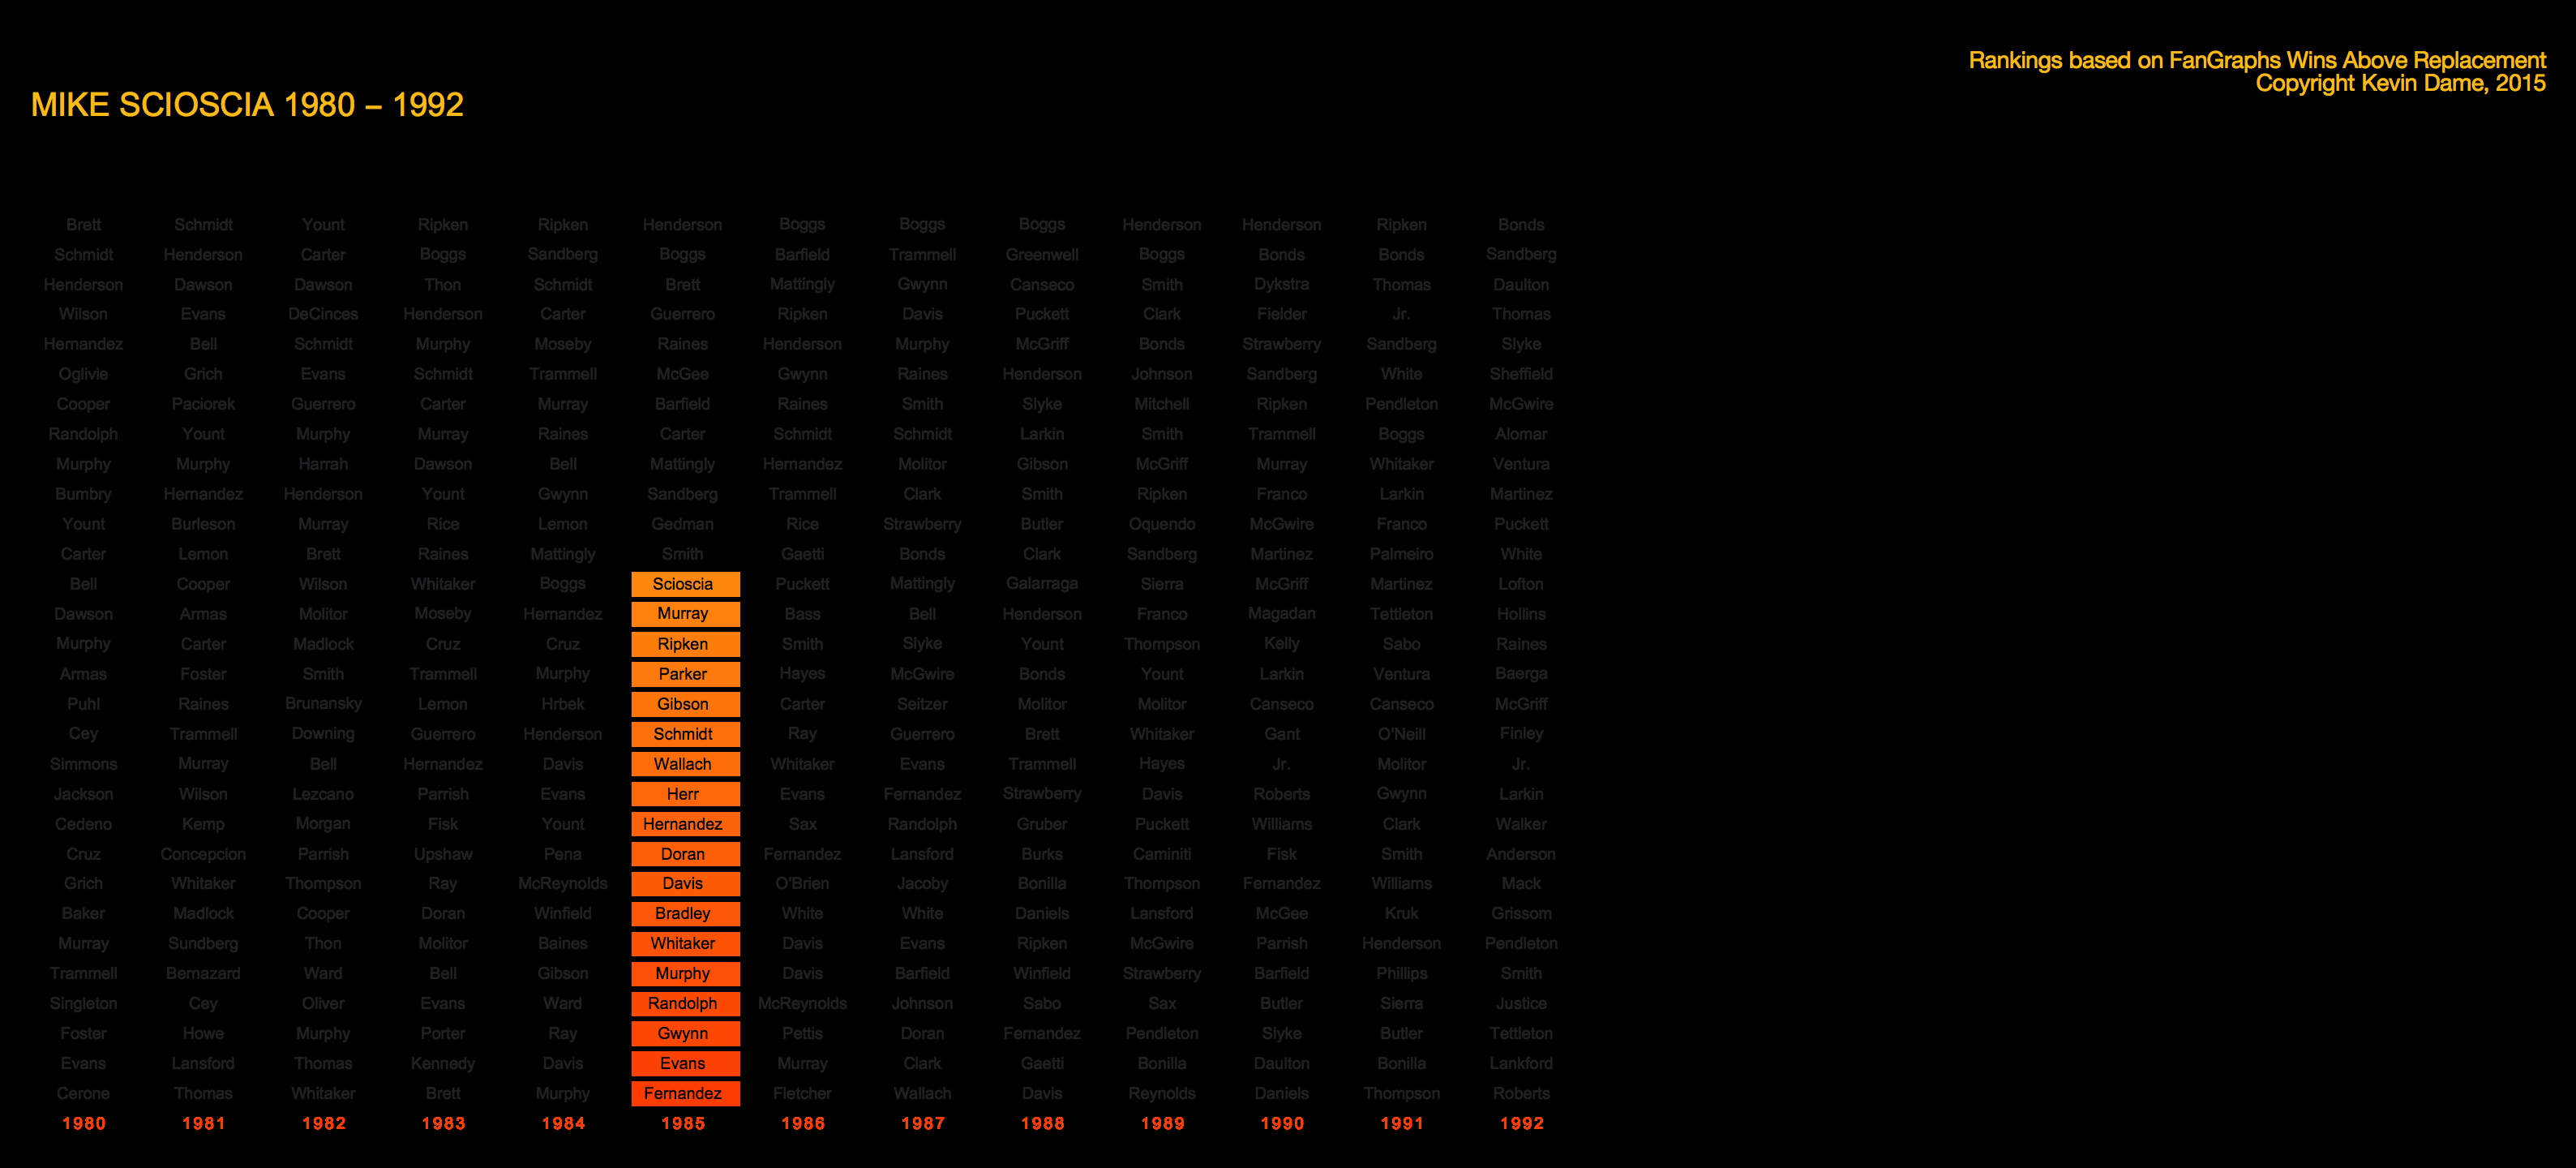 Rankings based on FanGraphs Wins Above Replacement
Copyright Kevin Dame, 2015
MIKE SCIOSCIA 1980 – 1992
Brett Schmidt Yount Ripken Ripken Henderson Boggs Boggs Boggs Henderson Henderson Ripken Bonds
Schmidt Henderson Carter Boggs Sandberg Boggs Barfield Trammell Greenwell Boggs Bonds Bonds Sandberg
Henderson Dawson Dawson Thon Schmidt Brett Mattingly Gwynn Canseco Smith Dykstra Thomas Daulton
Wilson Evans DeCinces Henderson Carter Guerrero Ripken Davis Puckett Clark Fielder Jr. Thomas
Hernandez Bell Schmidt Murphy Moseby Raines Henderson Murphy McGriff Bonds Strawberry Sandberg Slyke
Oglivie Grich Evans Schmidt Trammell McGee Gwynn Raines Henderson Johnson Sandberg White Sheffield
Cooper Paciorek Guerrero Carter Murray Barfield Raines Smith Slyke Mitchell Ripken Pendleton McGwire
Randolph Yount Murphy Murray Raines Carter Schmidt Schmidt Larkin Smith Trammell Boggs Alomar
Murphy Murphy Harrah Dawson Bell Mattingly Hernandez Molitor Gibson McGriff Murray Whitaker Ventura
Bumbry Hernandez Henderson Yount Gwynn Sandberg Trammell Clark Smith Ripken Franco Larkin Martinez
Yount Burleson Murray Rice Lemon Gedman Rice Strawberry Butler Oquendo McGwire Franco Puckett
Carter Lemon Brett Raines Mattingly Smith Gaetti Bonds Clark Sandberg Martinez Palmeiro White
Bell Cooper Wilson Whitaker Boggs Scioscia Puckett Mattingly Galarraga Sierra McGriff Martinez Lofton
Dawson Armas Molitor Moseby Hernandez Murray Bass Bell Henderson Franco Magadan Tettleton Hollins
Murphy Carter Madlock Cruz Cruz Ripken Smith Slyke Yount Thompson Kelly Sabo Raines
Armas Foster Smith Trammell Murphy Parker Hayes McGwire Bonds Yount Larkin Ventura Baerga
Puhl Raines Brunansky Lemon Hrbek Gibson Carter Seitzer Molitor Molitor Canseco Canseco McGriff
Cey Trammell Downing Guerrero Henderson Schmidt Ray Guerrero Brett Whitaker Gant O'Neill Finley
Simmons Murray Bell Hernandez Davis Wallach Whitaker Evans Trammell Hayes Jr. Molitor Jr.
Jackson Wilson Lezcano Parrish Evans Herr Evans Fernandez Strawberry Davis Roberts Gwynn Larkin
Cedeno Kemp Morgan Fisk Yount Hernandez Sax Randolph Gruber Puckett Williams Clark Walker
Cruz Concepcion Parrish Upshaw Pena Doran Fernandez Lansford Burks Caminiti Fisk Smith Anderson
Grich Whitaker Thompson Ray McReynolds Davis O'Brien Jacoby Bonilla Thompson Fernandez Williams Mack
Baker Madlock Cooper Doran Winfield Bradley White White Daniels Lansford McGee Kruk Grissom
Murray Sundberg Thon Molitor Baines Whitaker Davis Evans Ripken McGwire Parrish Henderson Pendleton
Trammell Bernazard Ward Bell Gibson Murphy Davis Barfield Winfield Strawberry Barfield Phillips Smith
Singleton Cey Oliver Evans Ward Randolph McReynolds Johnson Sabo Sax Butler Sierra Justice
Foster Howe Murphy Porter Ray Gwynn Pettis Doran Fernandez Pendleton Slyke Butler Tettleton
Evans Lansford Thomas Kennedy Davis Evans Murray Clark Gaetti Bonilla Daulton Bonilla Lankford
Cerone Thomas Whitaker Brett Murphy Fernandez Fletcher Wallach Davis Reynolds Daniels Thompson Roberts
1980 1981 1982 1983 1984 1985 1986 1987 1988 1989 1990 1991 1992